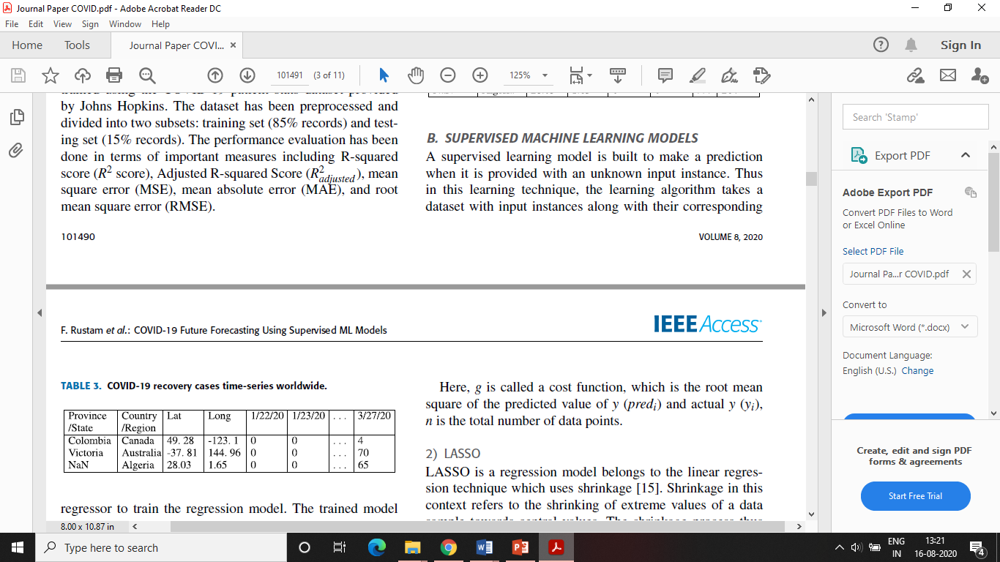 Journal Paper COVID.pdf - Adobe Acrobat Reader DC
File Edit View Sign Window Help
Home Tools Journal Paper COVI... × Sign In
101491 (3 of 11) 125%
by Johns Hopkins. The dataset has been preprocessed and
divided into two subsets: training set (85% records) and test-
ing set (15% records). The performance evaluation has been
done in terms of important measures including R-squared
score (R² score), Adjusted R-squared Score (R²adjusted), mean
square error (MSE), mean absolute error (MAE), and root
mean square error (RMSE).
101490
B. SUPERVISED MACHINE LEARNING MODELS
A supervised learning model is built to make a prediction
when it is provided with an unknown input instance. Thus
in this learning technique, the learning algorithm takes a
dataset with input instances along with their corresponding
VOLUME 8, 2020
F. Rustam et al.: COVID-19 Future Forecasting Using Supervised ML Models
IEEE Access
TABLE 3. COVID-19 recovery cases time-series worldwide.
Province /State Country /Region Lat Long 1/22/20 1/23/20 . . . 3/27/20
Colombia Canada 49. 28 -123. 1 0 0 . . . 4
Victoria Australia -37. 81 144. 96 0 0 . . . 70
NaN Algeria 28.03 1.65 0 0 . . . 65
regressor to train the regression model. The trained model
Here, g is called a cost function, which is the root mean
square of the predicted value of y (predi) and actual y (yi),
n is the total number of data points.
2) LASSO
LASSO is a regression model belongs to the linear regres-
sion technique which uses shrinkage [15]. Shrinkage in this
context refers to the shrinking of extreme values of a data
8.00 x 10.87 in
Search 'Stamp'
Export PDF
Adobe Export PDF
Convert PDF Files to Word
or Excel Online
Select PDF File
Journal Pa...r COVID.pdf
Convert to
Microsoft Word (*.docx)
Document Language:
English (U.S.) Change
Create, edit and sign PDF
forms & agreements
Start Free Trial
Type here to search
ENG
IN
13:21
16-08-2020
4